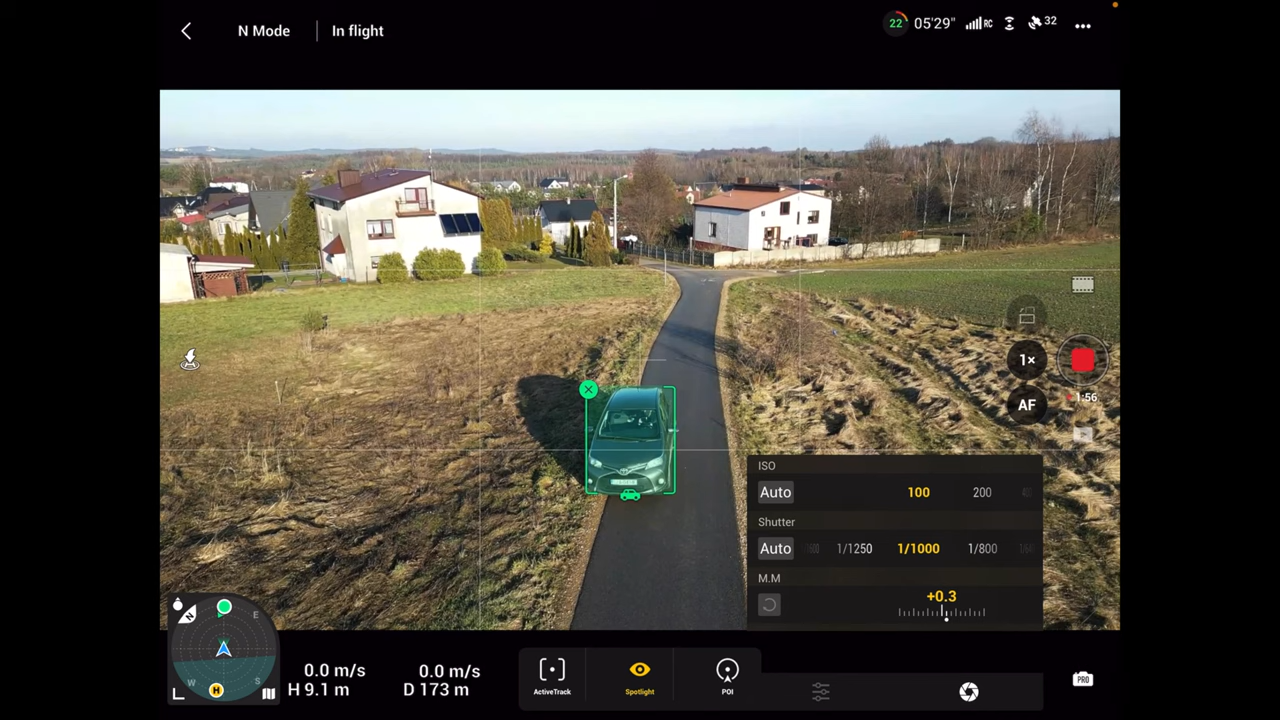 N Mode
In flight
22
05'29"
RC
32
1×
AF
1:56
ISO
Auto
100
200
Shutter
Auto
1/1250
1/1000
1/800
M.M
+0.3
N
E
S
W
H
0.0 m/s
H 9.1 m
0.0 m/s
D 173 m
ActiveTrack
Spotlight
POI
PRO